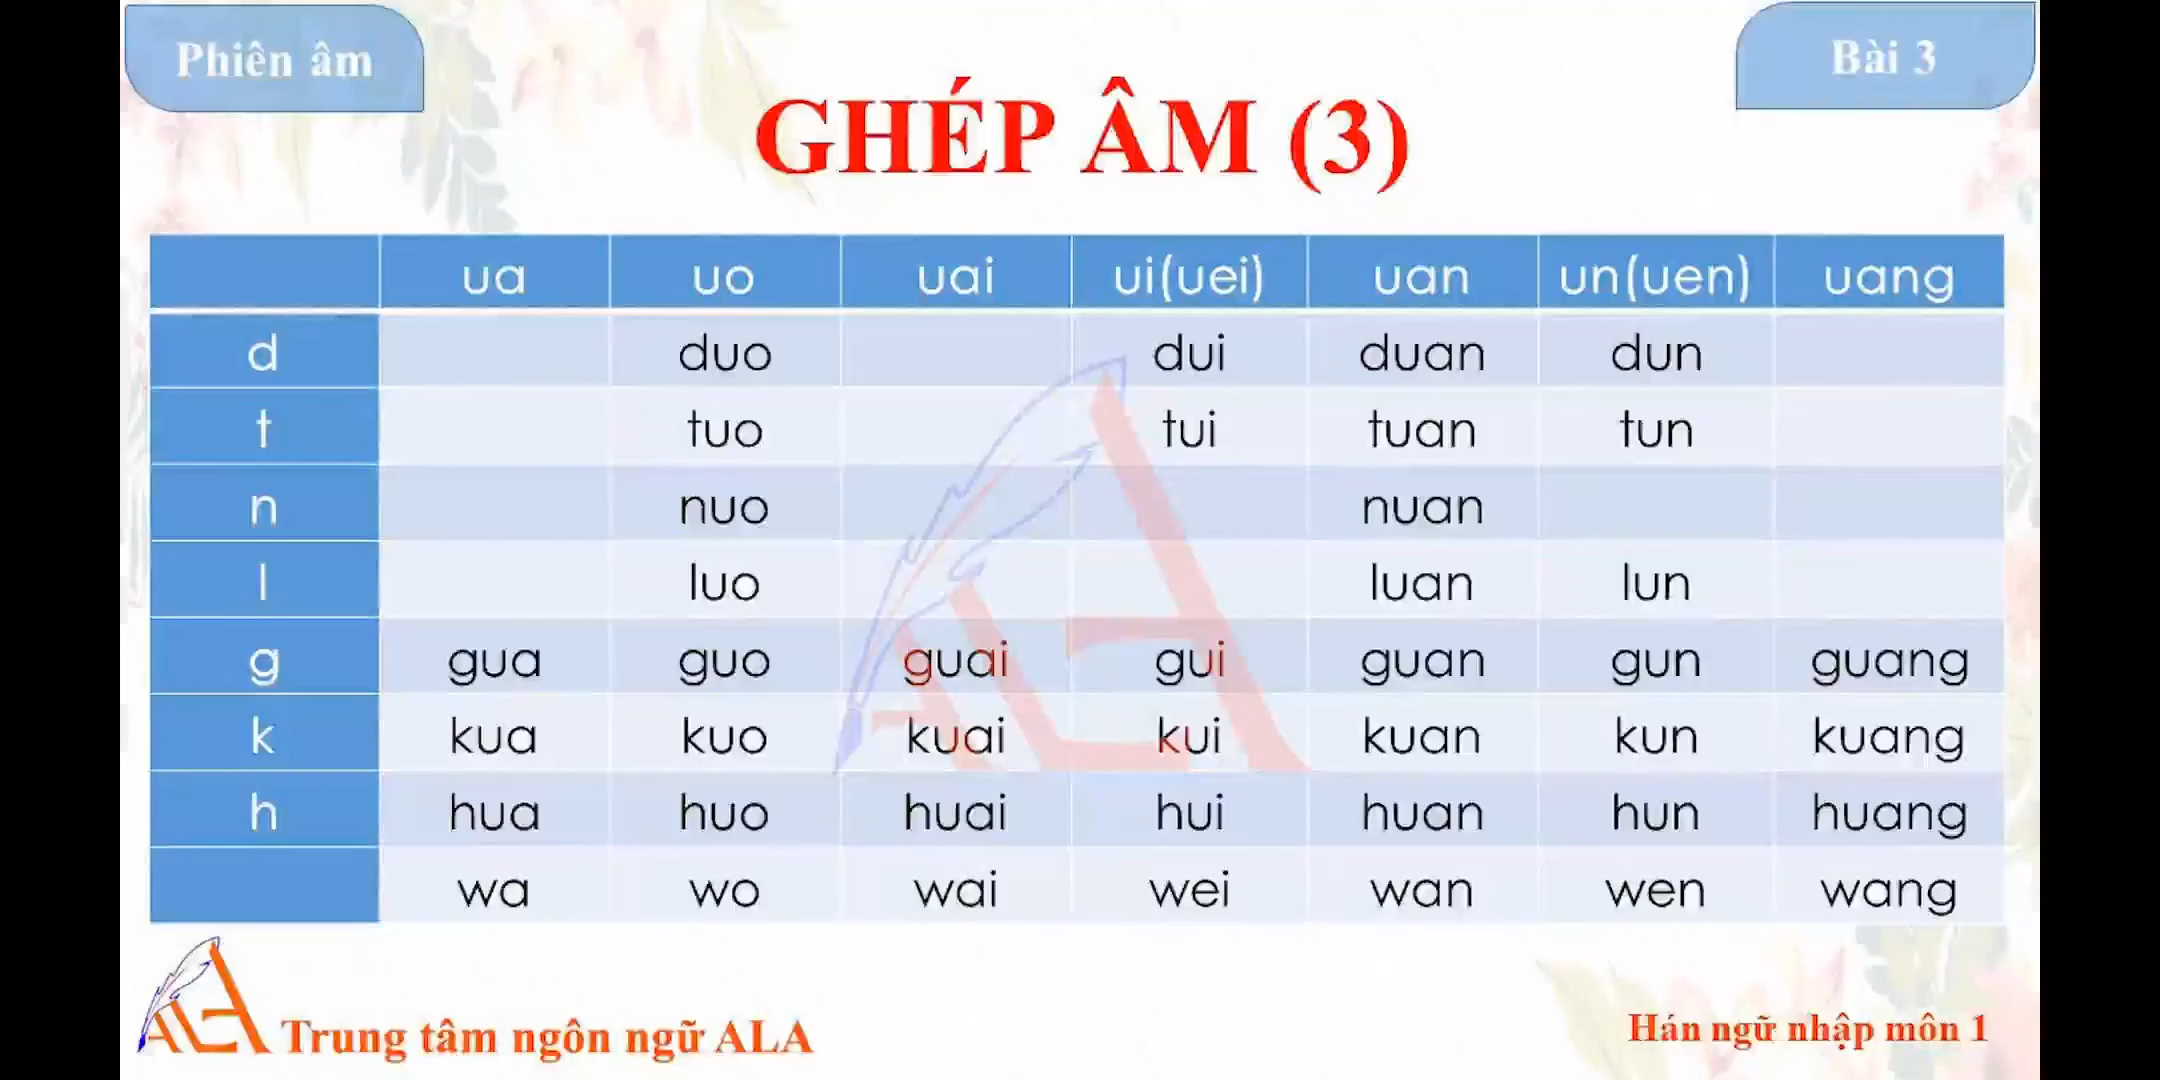 Phiên âm
Bài 3
GHÉP ÂM (3)
ua uo uai ui(uei) uan un(uen) uang
d duo dui duan dun
t tuo tui tuan tun
n nuo nuan
l luo luan lun
g gua guo guai gui guan gun guang
k kua kuo kuai kui kuan kun kuang
h hua huo huai hui huan hun huang
wa wo wai wei wan wen wang
ALA Trung tâm ngôn ngữ ALA
Hán ngữ nhập môn 1